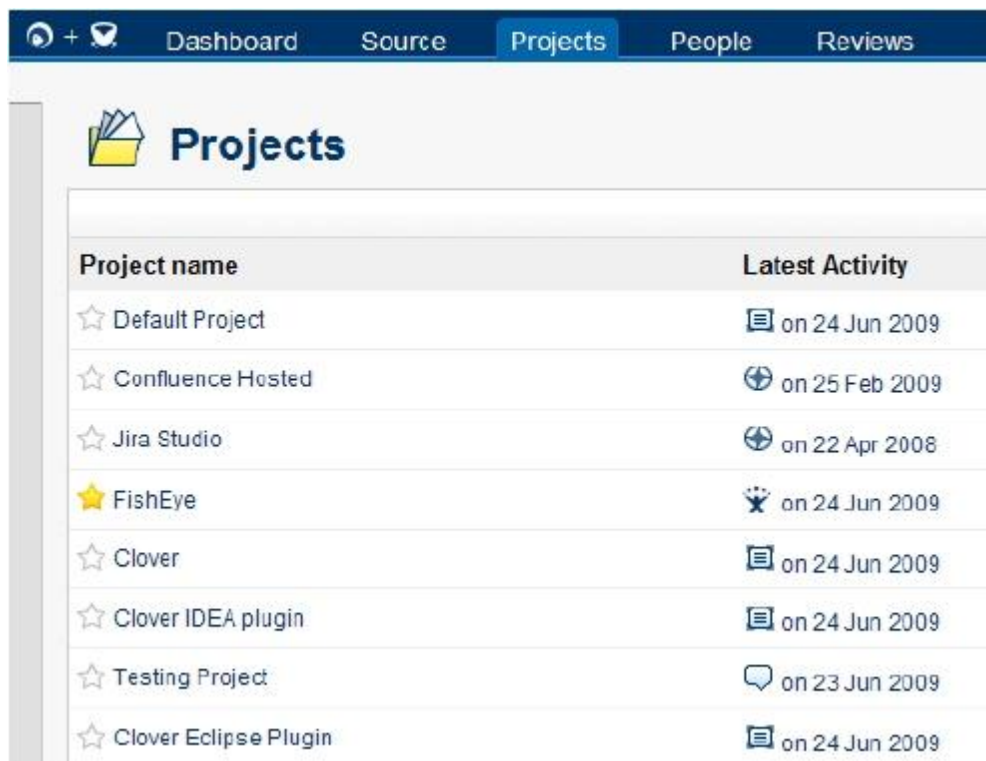 + Dashboard Source Projects People Reviews
Projects
Project name Latest Activity
Default Project on 24 Jun 2009
Confluence Hosted on 25 Feb 2009
Jira Studio on 22 Apr 2008
FishEye on 24 Jun 2009
Clover on 24 Jun 2009
Clover IDEA plugin on 24 Jun 2009
Testing Project on 23 Jun 2009
Clover Eclipse Plugin on 24 Jun 2009